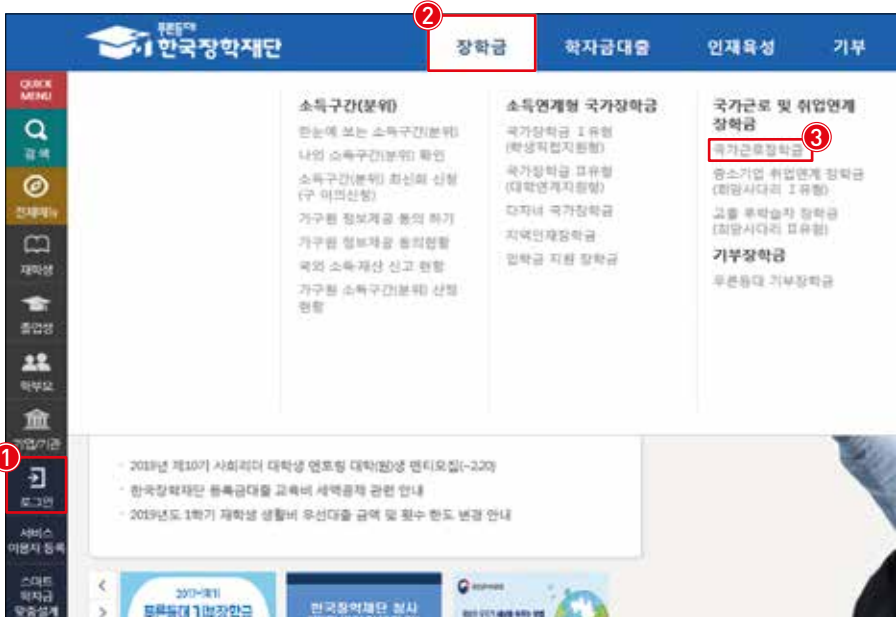 푸른등대
한국장학재단
2
장학금
학자금대출
인재육성
기부
QUICK
MENU
검색
전체메뉴
재학생
졸업생
학부모
기업/기관
1
로그인
서비스
이용자 등록
스마트
학자금
맞춤설계
소득구간(분위)
한눈에 보는 소득구간(분위)
나의 소득구간(분위) 확인
소득구간(분위) 최신화 신청
(구 이의신청)
가구원 정보제공 동의 하기
가구원 정보제공 동의현황
국외 소득·재산 신고 현황
가구원 소득구간(분위) 산정
현황
소득연계형 국가장학금
국가장학금 Ⅰ유형
(학생직접지원형)
국가장학금 Ⅱ유형
(대학연계지원형)
다자녀 국가장학금
지역인재장학금
입학금 지원 장학금
국가근로 및 취업연계
장학금
3
국가근로장학금
중소기업 취업연계 장학금
(희망사다리 Ⅰ유형)
고졸 후학습자 장학금
(희망사다리 Ⅱ유형)
기부장학금
푸른등대 기부장학금
· 2019년 제10기 사회리더 대학생 멘토링 대학(원)생 멘티모집(~2.20)
· 한국장학재단 등록금대출 교육비 세액공제 관련 안내
· 2019년도 1학기 재학생 생활비 우선대출 금액 및 횟수 한도 변경 안내
<
>
푸른등대 기부장학금
한국장학재단 청사